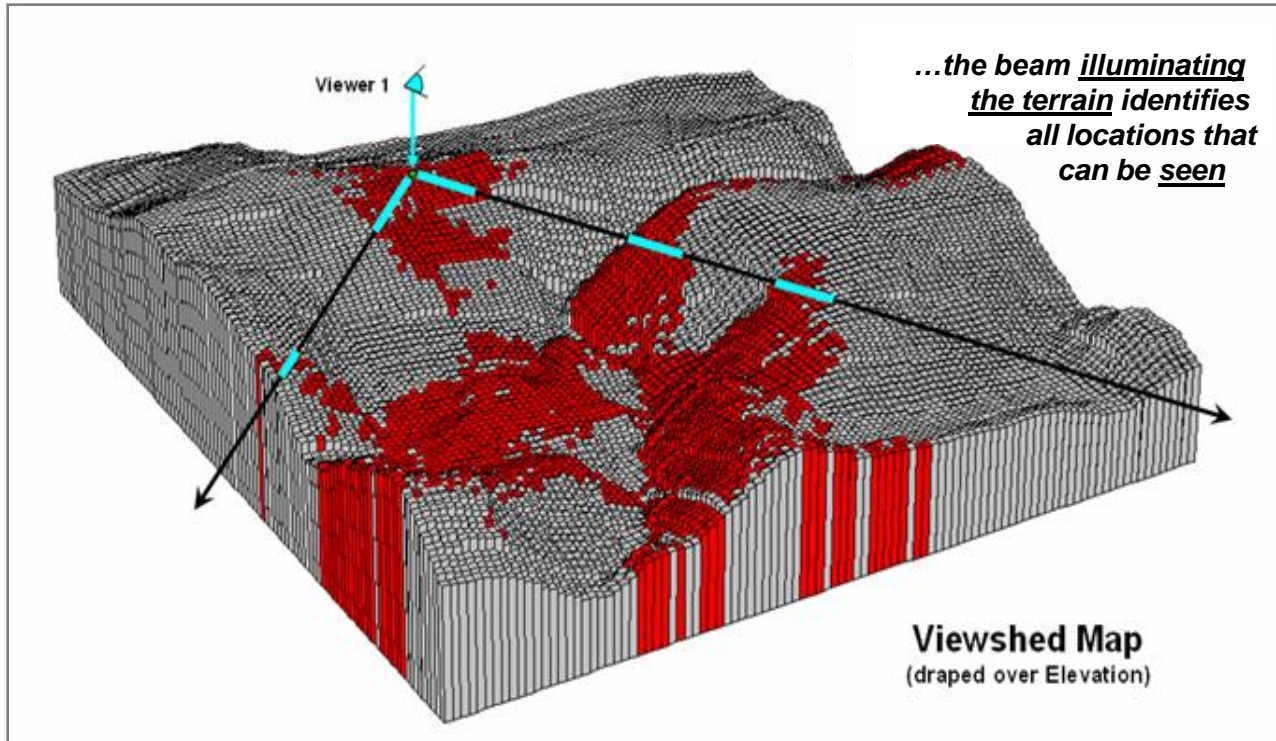 Viewer 1
…the beam illuminating
the terrain identifies
all locations that
can be seen
Viewshed Map
(draped over Elevation)